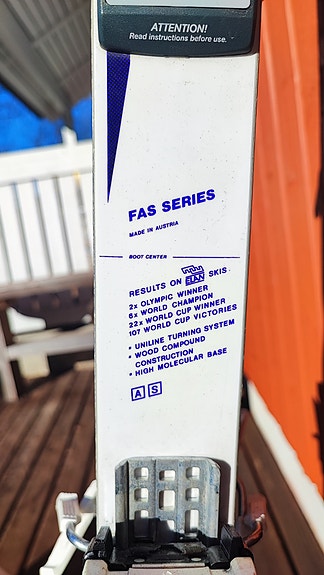 ATTENTION!
Read instructions before use.
FAS SERIES
MADE IN AUSTRIA
BOOT CENTER
RESULTS ON ELAN SKIS
2x OLYMPIC WINNER
6x WORLD CHAMPION
22x WORLD CUP WINNER
107 WORLD CUP VICTORIES
• UNILINE TURNING SYSTEM
• WOOD COMPOUND
CONSTRUCTION
• HIGH MOLECULAR BASE
A S